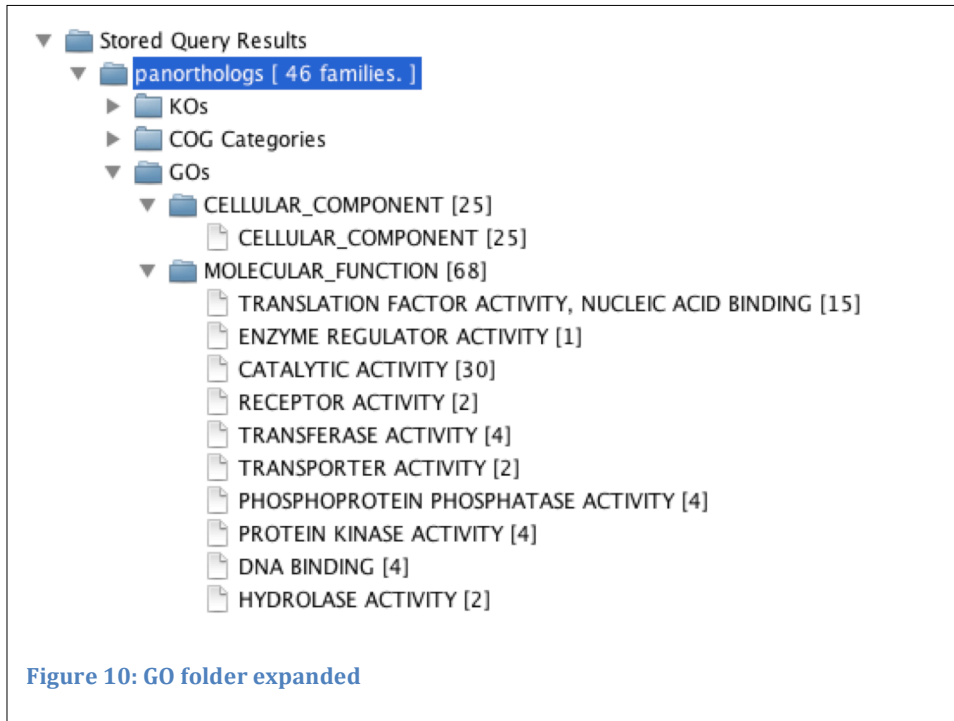 Stored Query Results
panorthologs [ 46 families. ]
KOs
COG Categories
GOs
CELLULAR_COMPONENT [25]
CELLULAR_COMPONENT [25]
MOLECULAR_FUNCTION [68]
TRANSLATION FACTOR ACTIVITY, NUCLEIC ACID BINDING [15]
ENZYME REGULATOR ACTIVITY [1]
CATALYTIC ACTIVITY [30]
RECEPTOR ACTIVITY [2]
TRANSFERASE ACTIVITY [4]
TRANSPORTER ACTIVITY [2]
PHOSPHOPROTEIN PHOSPHATASE ACTIVITY [4]
PROTEIN KINASE ACTIVITY [4]
DNA BINDING [4]
HYDROLASE ACTIVITY [2]
Figure 10: GO folder expanded